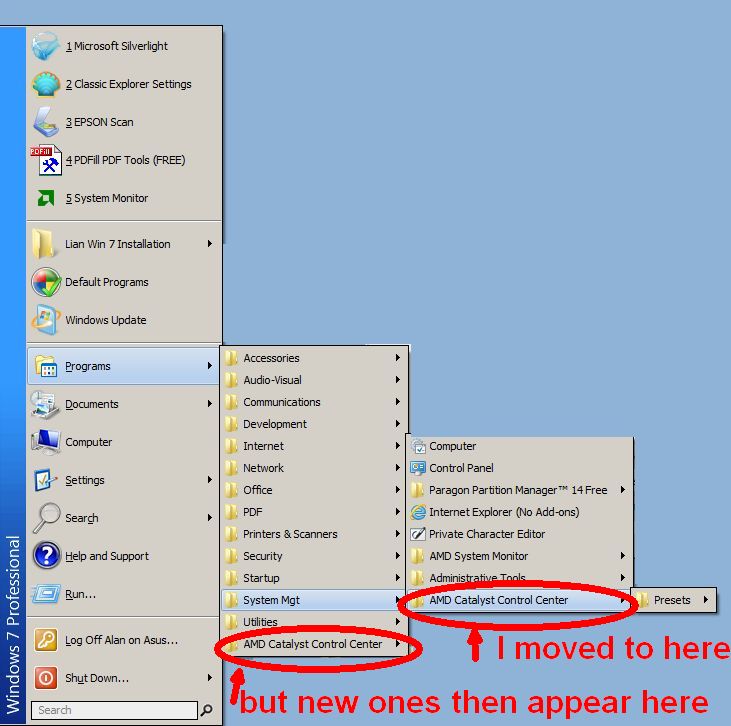 1 Microsoft Silverlight
2 Classic Explorer Settings
3 EPSON Scan
PDFill
4 PDFill PDF Tools (FREE)
5 System Monitor
Lian Win 7 Installation
Default Programs
Windows Update
Programs
Documents
Computer
Settings
Search
Help and Support
Run...
Log Off Alan on Asus...
Shut Down...
Search
Windows 7 Professional
Accessories
Audio-Visual
Communications
Development
Internet
Network
Office
PDF
Printers & Scanners
Security
Startup
System Mgt
Utilities
AMD Catalyst Control Center
Computer
Control Panel
Paragon Partition Manager™ 14 Free
Internet Explorer (No Add-ons)
Private Character Editor
AMD System Monitor
Administrative Tools
AMD Catalyst Control Center
Presets
I moved to here
but new ones then appear here